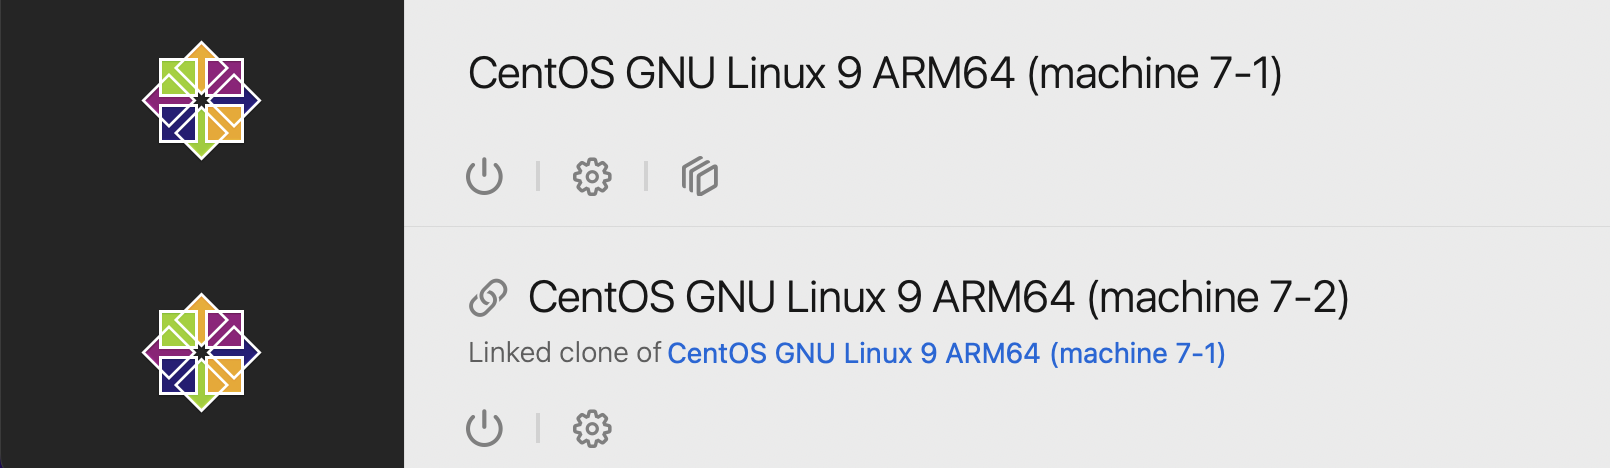 CentOS GNU Linux 9 ARM64 (machine 7-1)
CentOS GNU Linux 9 ARM64 (machine 7-2)
Linked clone of CentOS GNU Linux 9 ARM64 (machine 7-1)